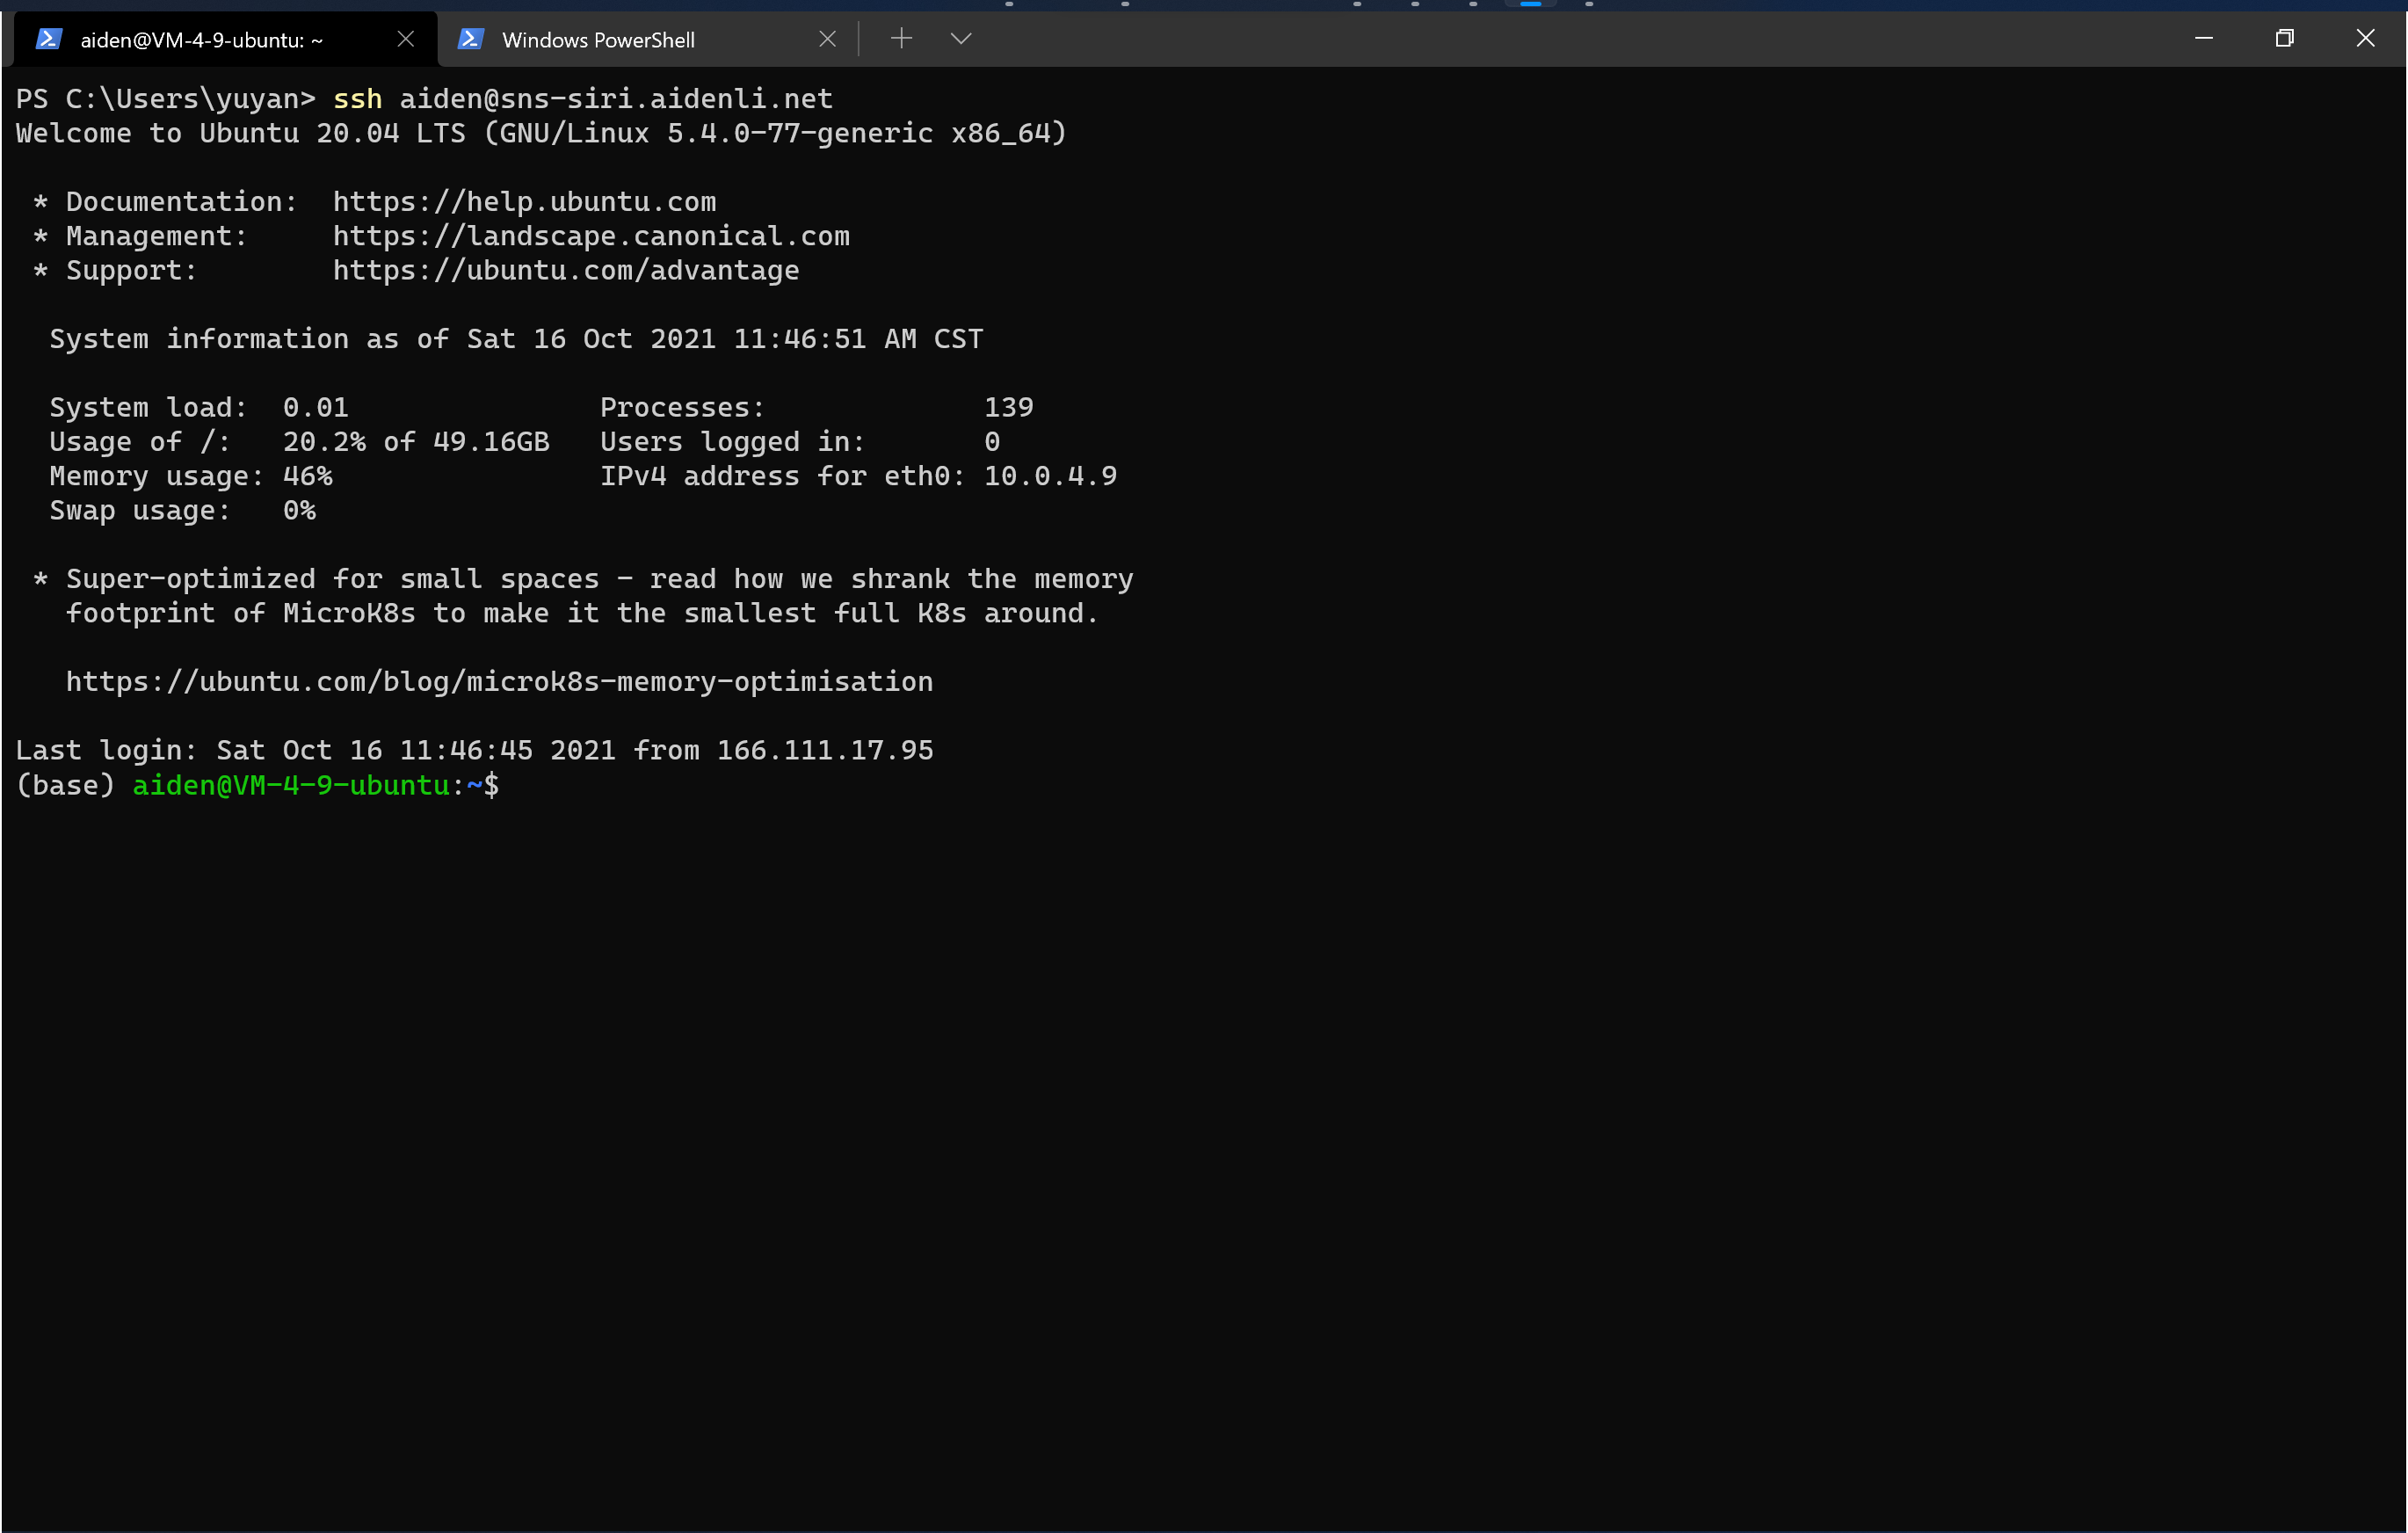 aiden@VM-4-9-ubuntu: ~
Windows PowerShell
PS C:\Users\yuyan> ssh aiden@sns-siri.aidenli.net
Welcome to Ubuntu 20.04 LTS (GNU/Linux 5.4.0-77-generic x86_64)
* Documentation:  https://help.ubuntu.com
* Management:     https://landscape.canonical.com
* Support:        https://ubuntu.com/advantage
System information as of Sat 16 Oct 2021 11:46:51 AM CST
System load:  0.01               Processes:             139
Usage of /:   20.2% of 49.16GB   Users logged in:       0
Memory usage: 46%                IPv4 address for eth0: 10.0.4.9
Swap usage:   0%
* Super-optimized for small spaces - read how we shrank the memory
footprint of MicroK8s to make it the smallest full K8s around.
https://ubuntu.com/blog/microk8s-memory-optimisation
Last login: Sat Oct 16 11:46:45 2021 from 166.111.17.95
(base) aiden@VM-4-9-ubuntu:~$